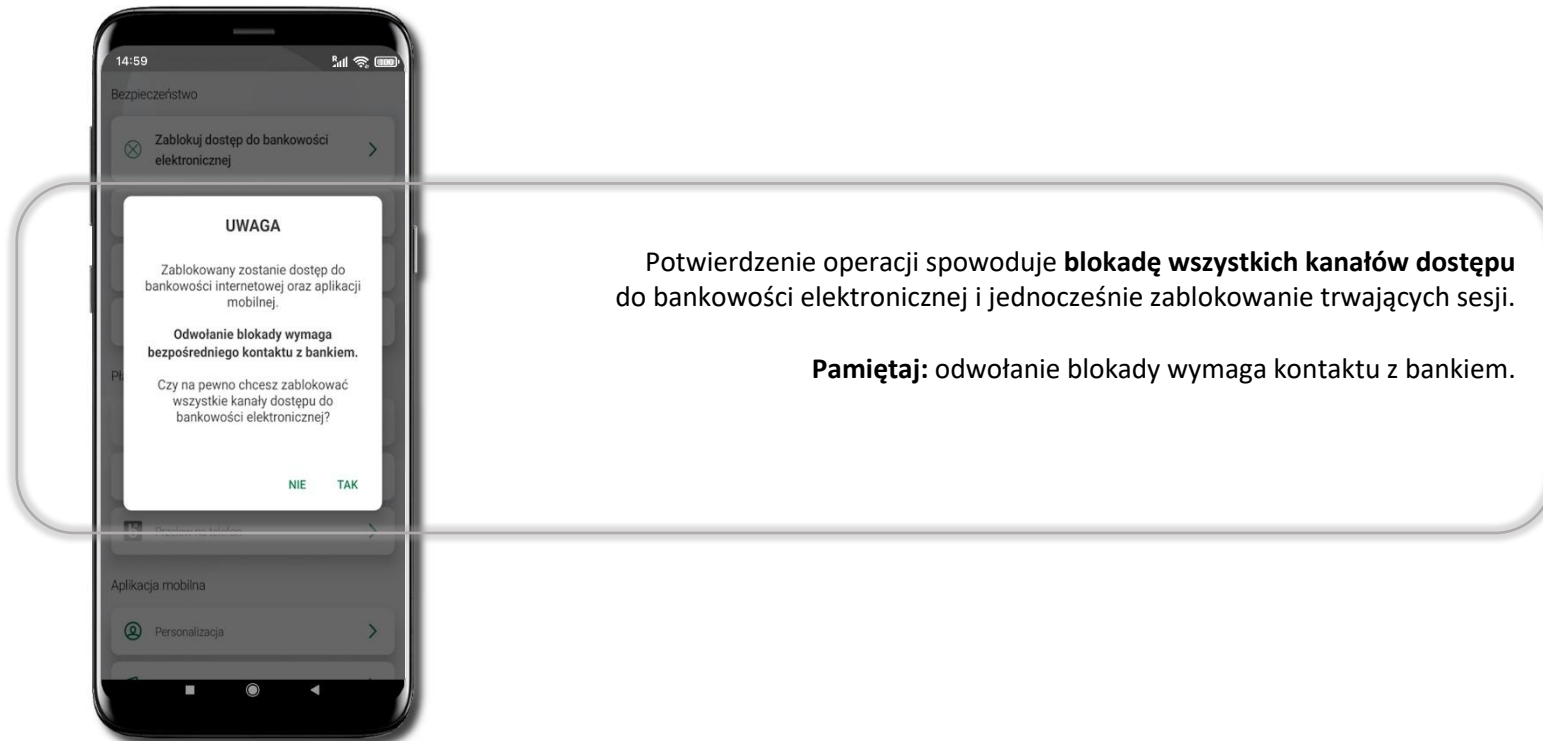 14:59
Bezpieczeństwo
Zablokuj dostęp do bankowości
elektronicznej
UWAGA
Zablokowany zostanie dostęp do
bankowości internetowej oraz aplikacji
mobilnej.
Odwołanie blokady wymaga
bezpośredniego kontaktu z bankiem.
Czy na pewno chcesz zablokować
wszystkie kanały dostępu do
bankowości elektronicznej?
NIE TAK
Przelew na telefon
Aplikacja mobilna
Personalizacja
Potwierdzenie operacji spowoduje blokadę wszystkich kanałów dostępu
do bankowości elektronicznej i jednocześnie zablokowanie trwających sesji.
Pamiętaj: odwołanie blokady wymaga kontaktu z bankiem.